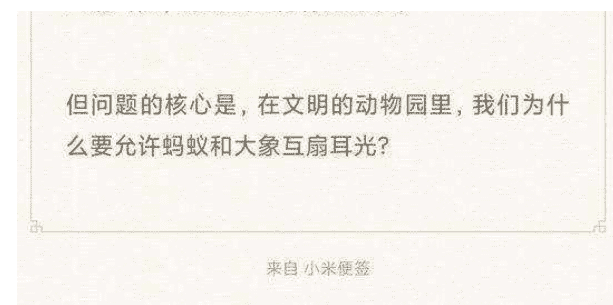 但问题的核心是，在文明的动物园里，我们为什
么要允许蚂蚁和大象互扇耳光？
来自 小米便签